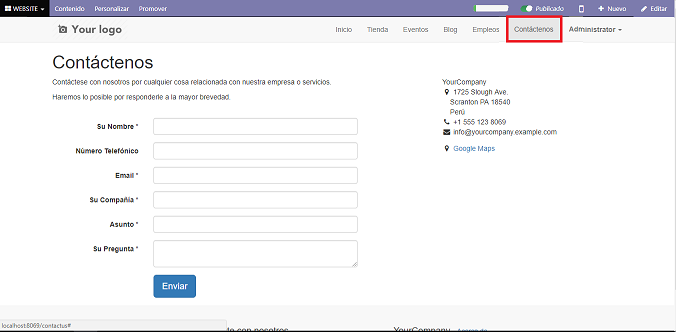 WEBSITE Contenido Personalizar Promover Publicado + Nuevo Editar
Your logo Inicio Tienda Eventos Blog Empleos Contáctenos Administrator
Contáctenos
Contáctese con nosotros por cualquier cosa relacionada con nuestra empresa o servicios.
Haremos lo posible por responderle a la mayor brevedad.
YourCompany
1725 Slough Ave.
Scranton PA 18540
Perú
+1 555 123 8069
info@yourcompany.example.com
Google Maps
Su Nombre *
Número Telefónico
Email *
Su Compañía *
Asunto *
Su Pregunta *
Enviar
localhost:8069/contactus#
te con nosotros
YourCompany